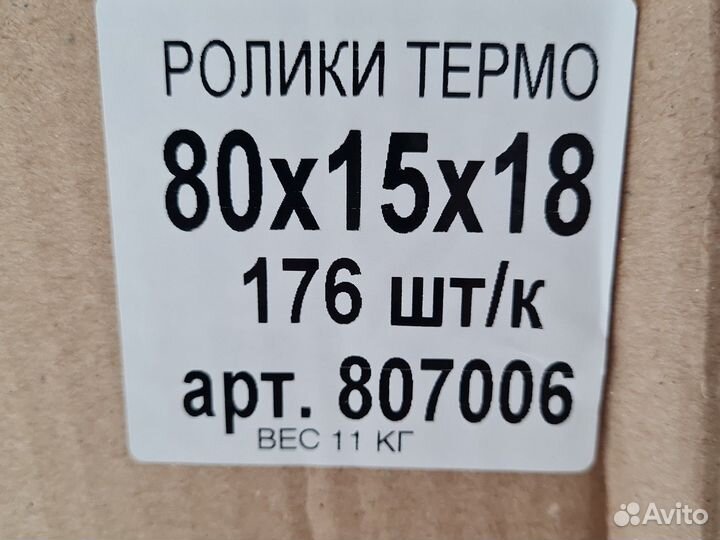 РОЛИКИ ТЕРМО
80х15х18
176 шт/к
арт. 807006
ВЕС 11 КГ
Avito